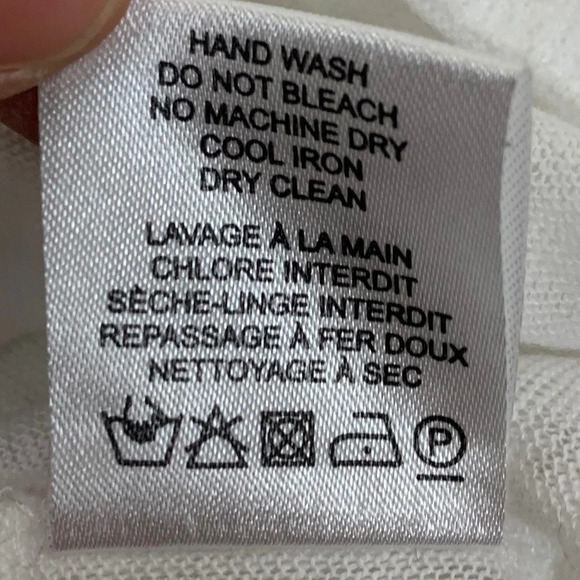 HAND WASH
DO NOT BLEACH
NO MACHINE DRY
COOL IRON
DRY CLEAN
LAVAGE À LA MAIN
CHLORE INTERDIT
SÈCHE-LINGE INTERDIT
REPASSAGE À FER DOUX
NETTOYAGE À SEC
P